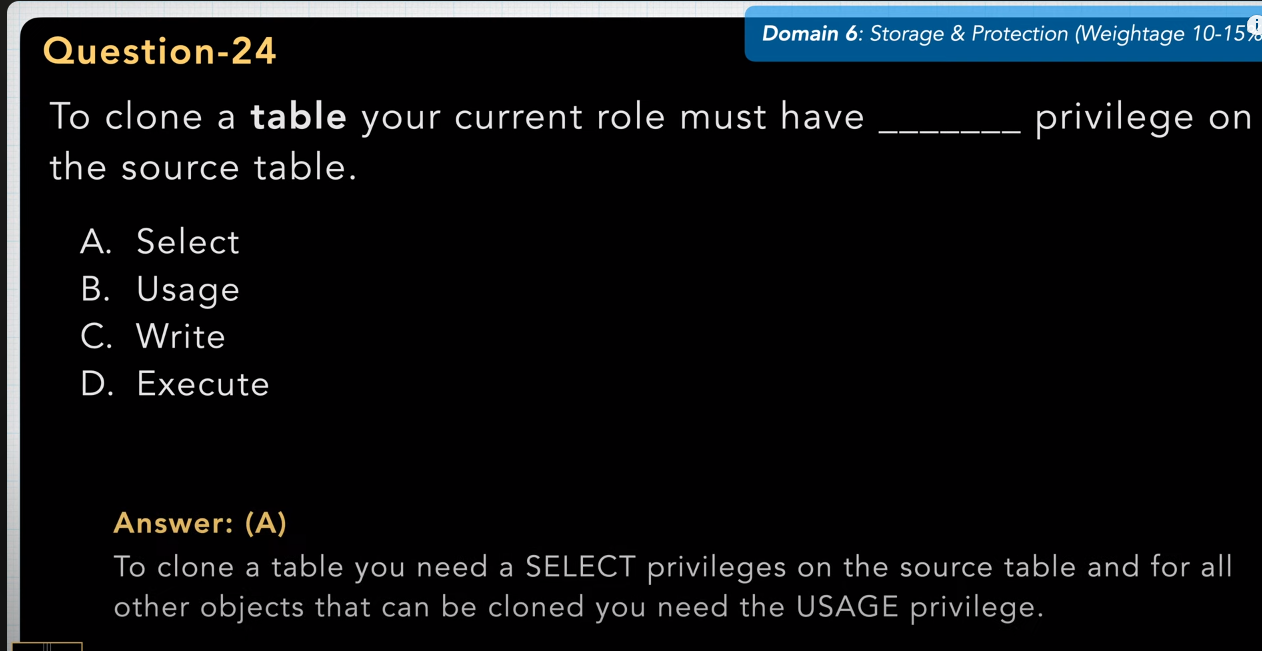 Domain 6: Storage & Protection (Weightage 10-15%
Question-24
To clone a table your current role must have _______ privilege on
the source table.
A. Select
B. Usage
C. Write
D. Execute
Answer: (A)
To clone a table you need a SELECT privileges on the source table and for all
other objects that can be cloned you need the USAGE privilege.